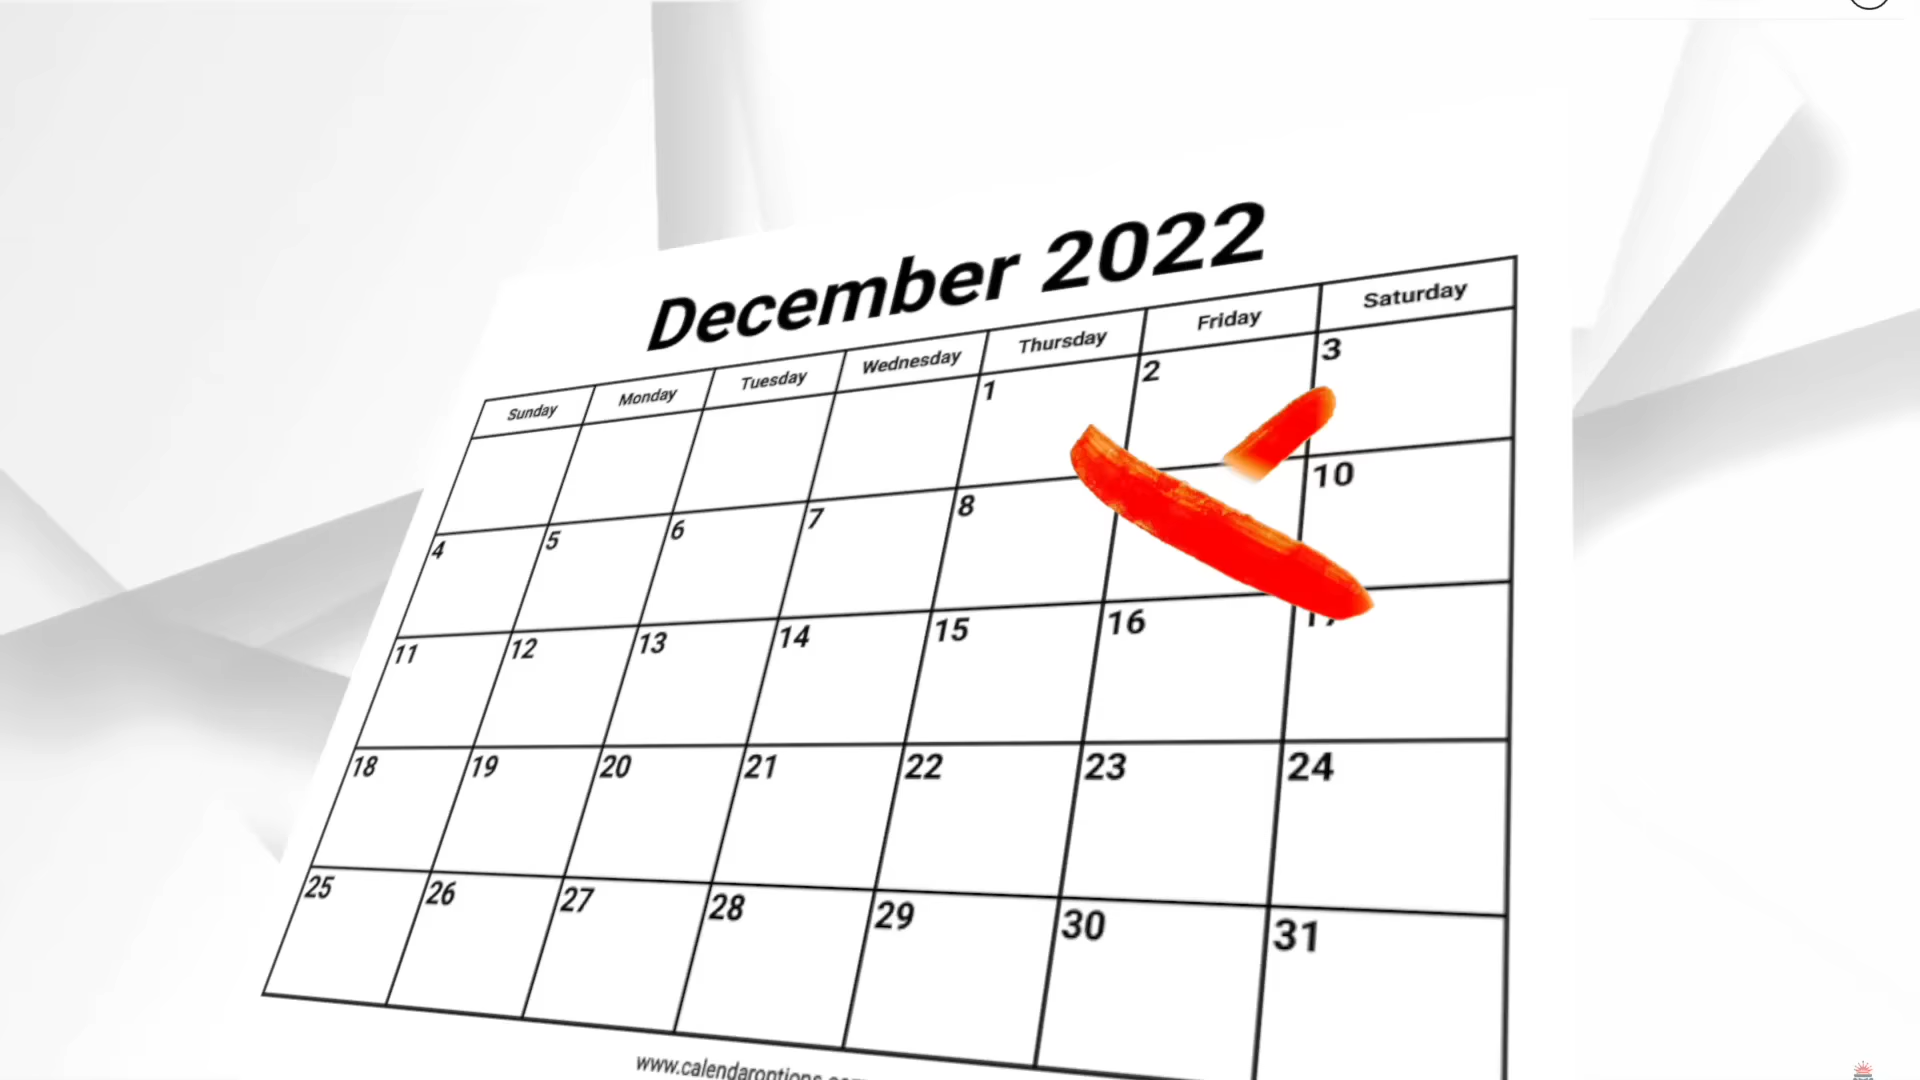 December 2022
Sunday Monday Tuesday Wednesday Thursday Friday Saturday
1 2 3
4 5 6 7 8 10
11 12 13 14 15 16
18 19 20 21 22 23 24
25 26 27 28 29 30 31